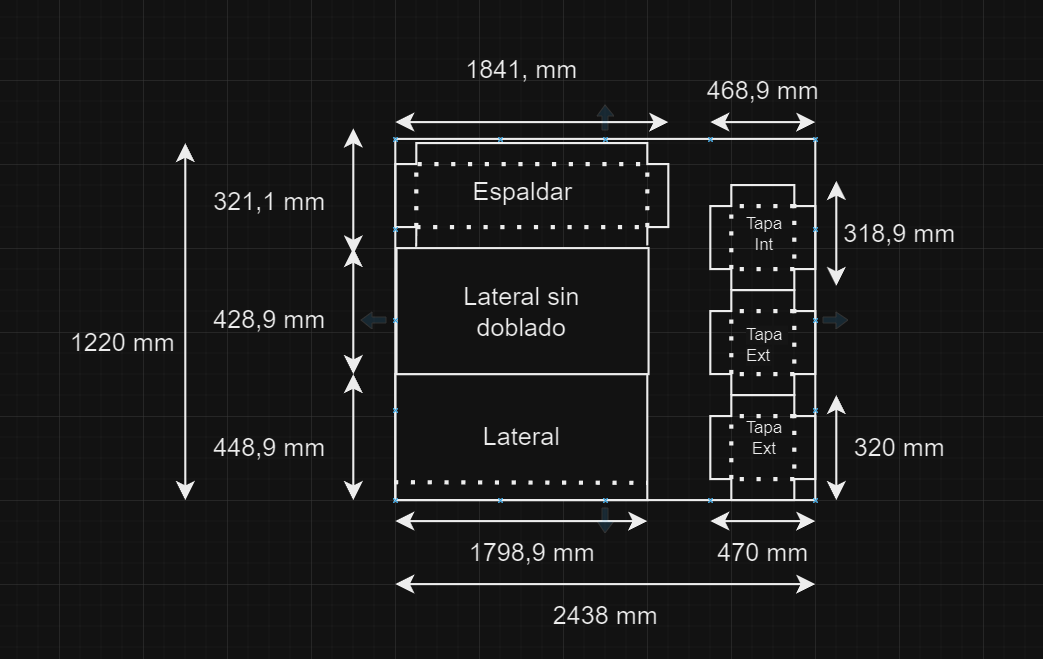 1841, mm
468,9 mm
321,1 mm
Espaldar
Tapa
Int
318,9 mm
Lateral sin
doblado
428,9 mm
1220 mm
Tapa
Ext
448,9 mm
Lateral
Tapa
Ext
320 mm
1798,9 mm
470 mm
2438 mm